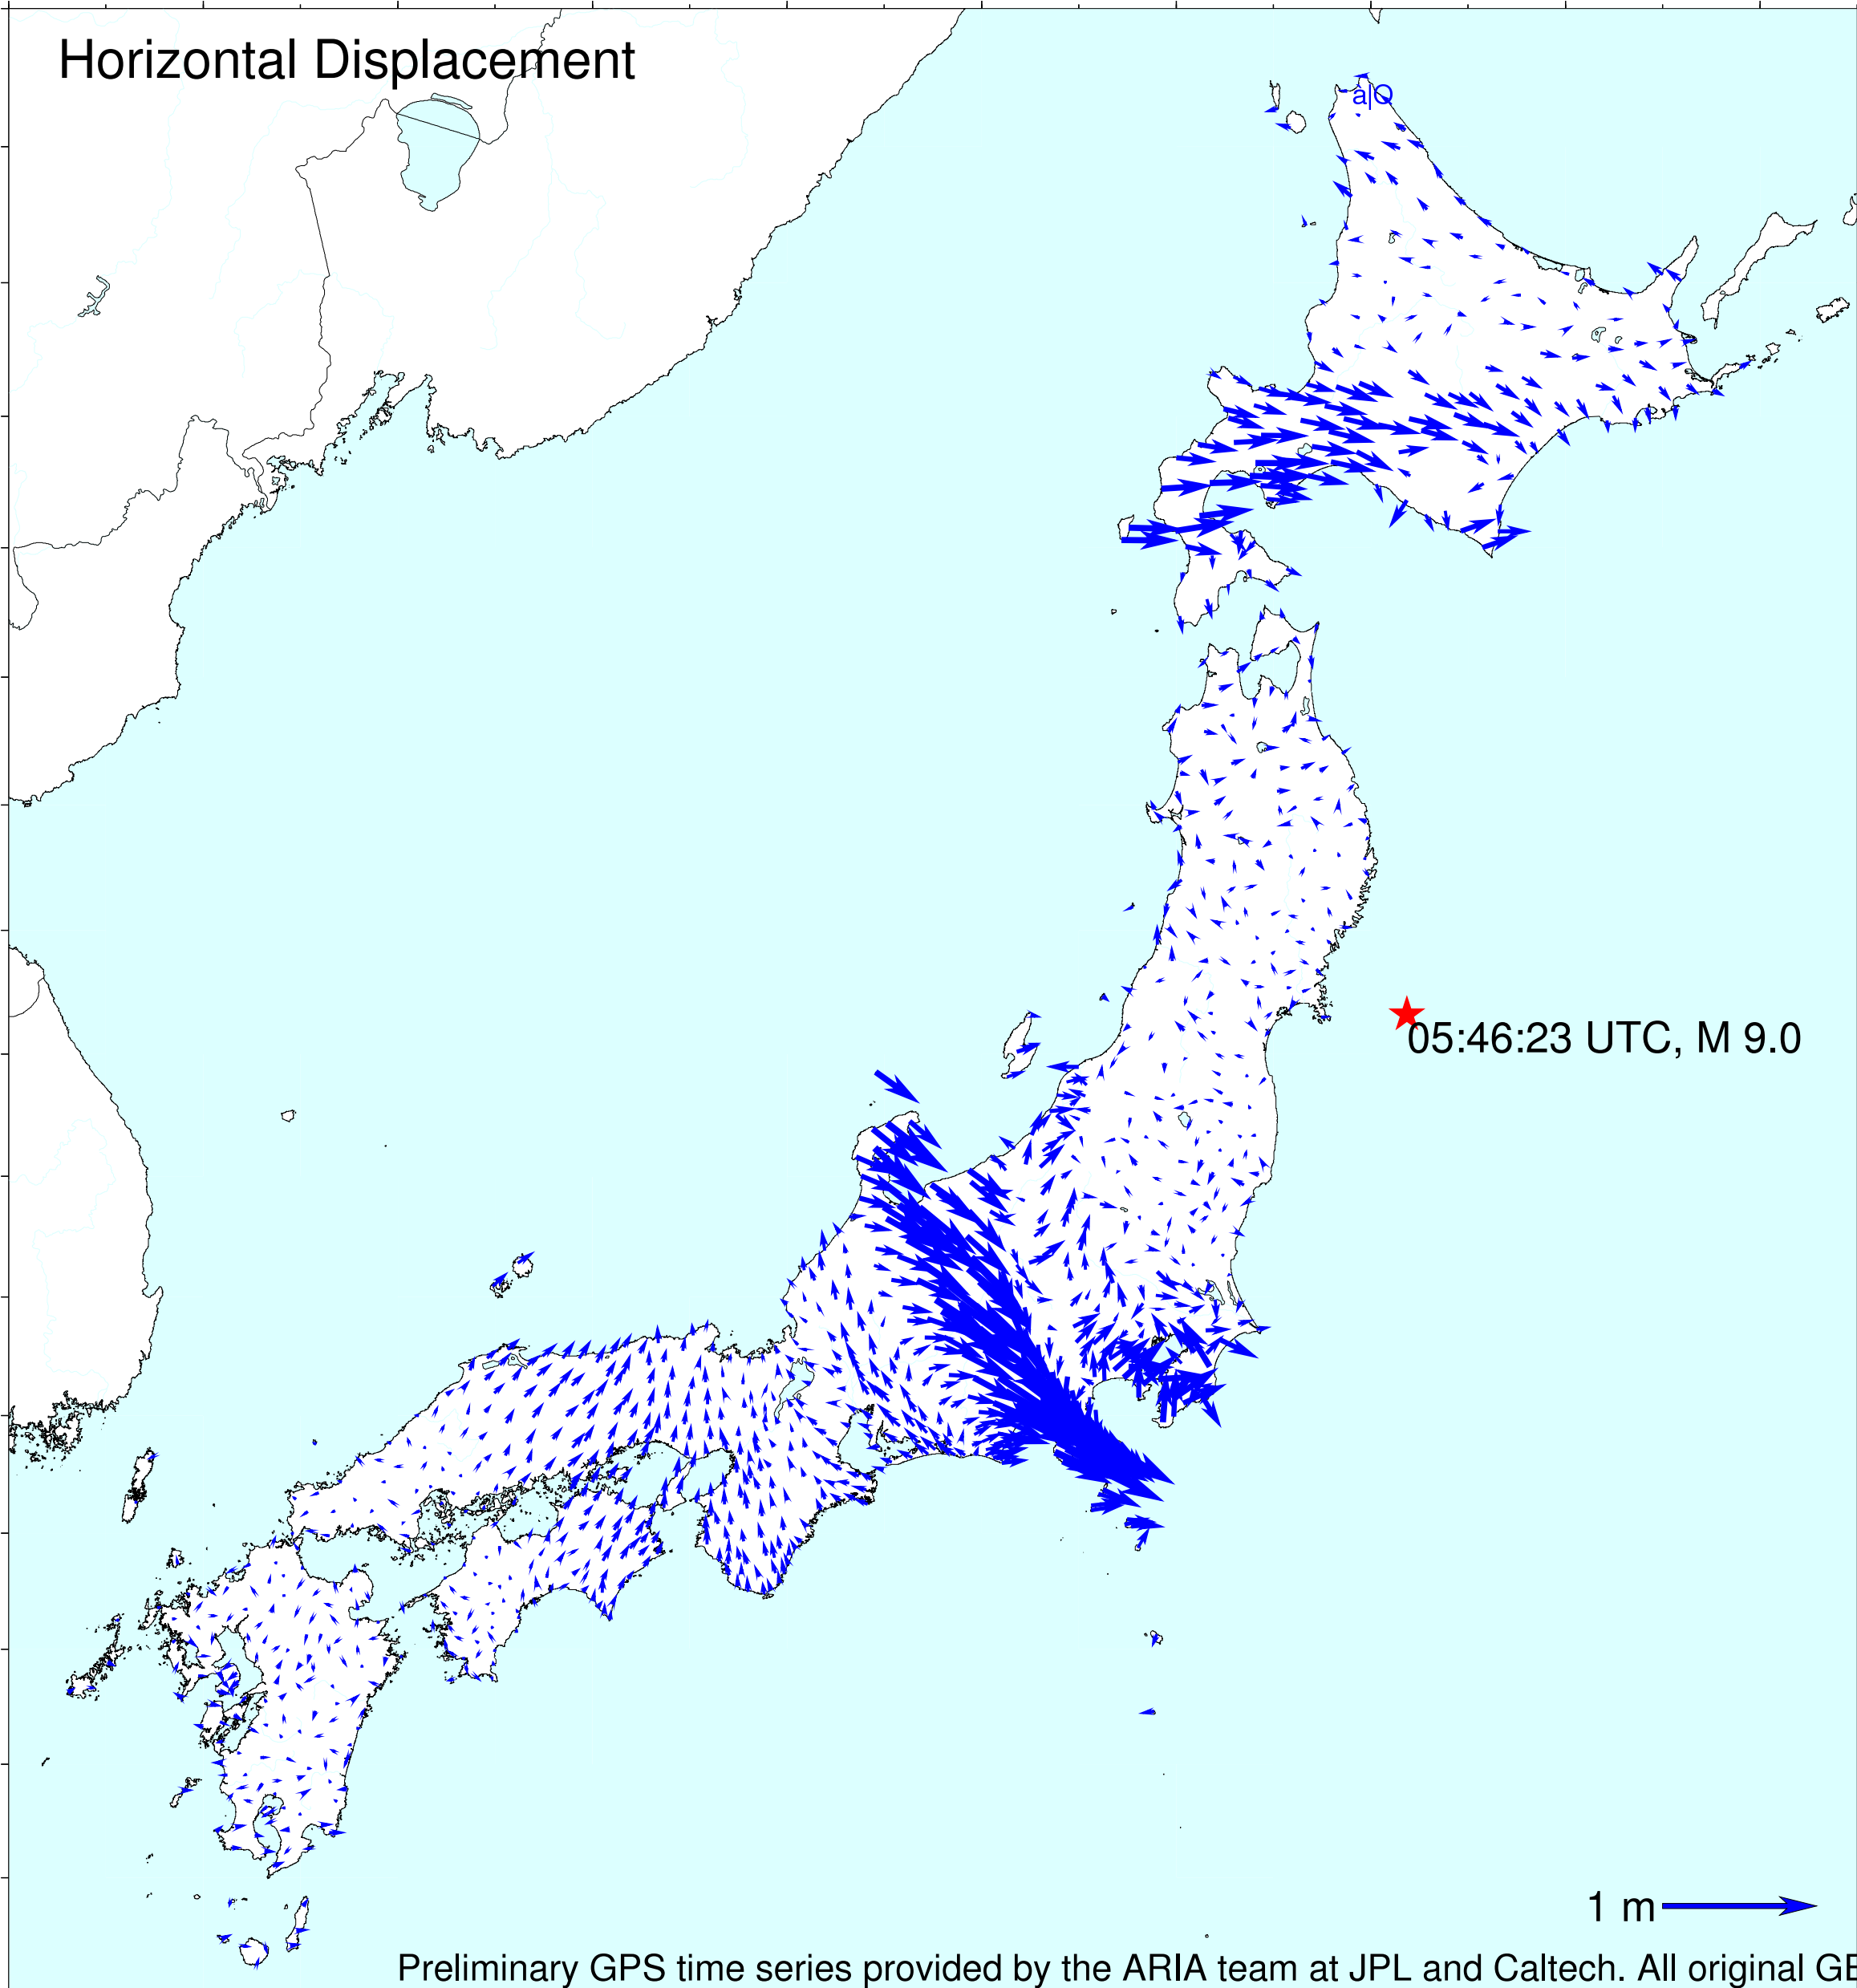 Horizontal Displacement
â|O
05:46:23 UTC, M 9.0
1 m
Preliminary GPS time series provided by the ARIA team at JPL and Caltech. All original GE